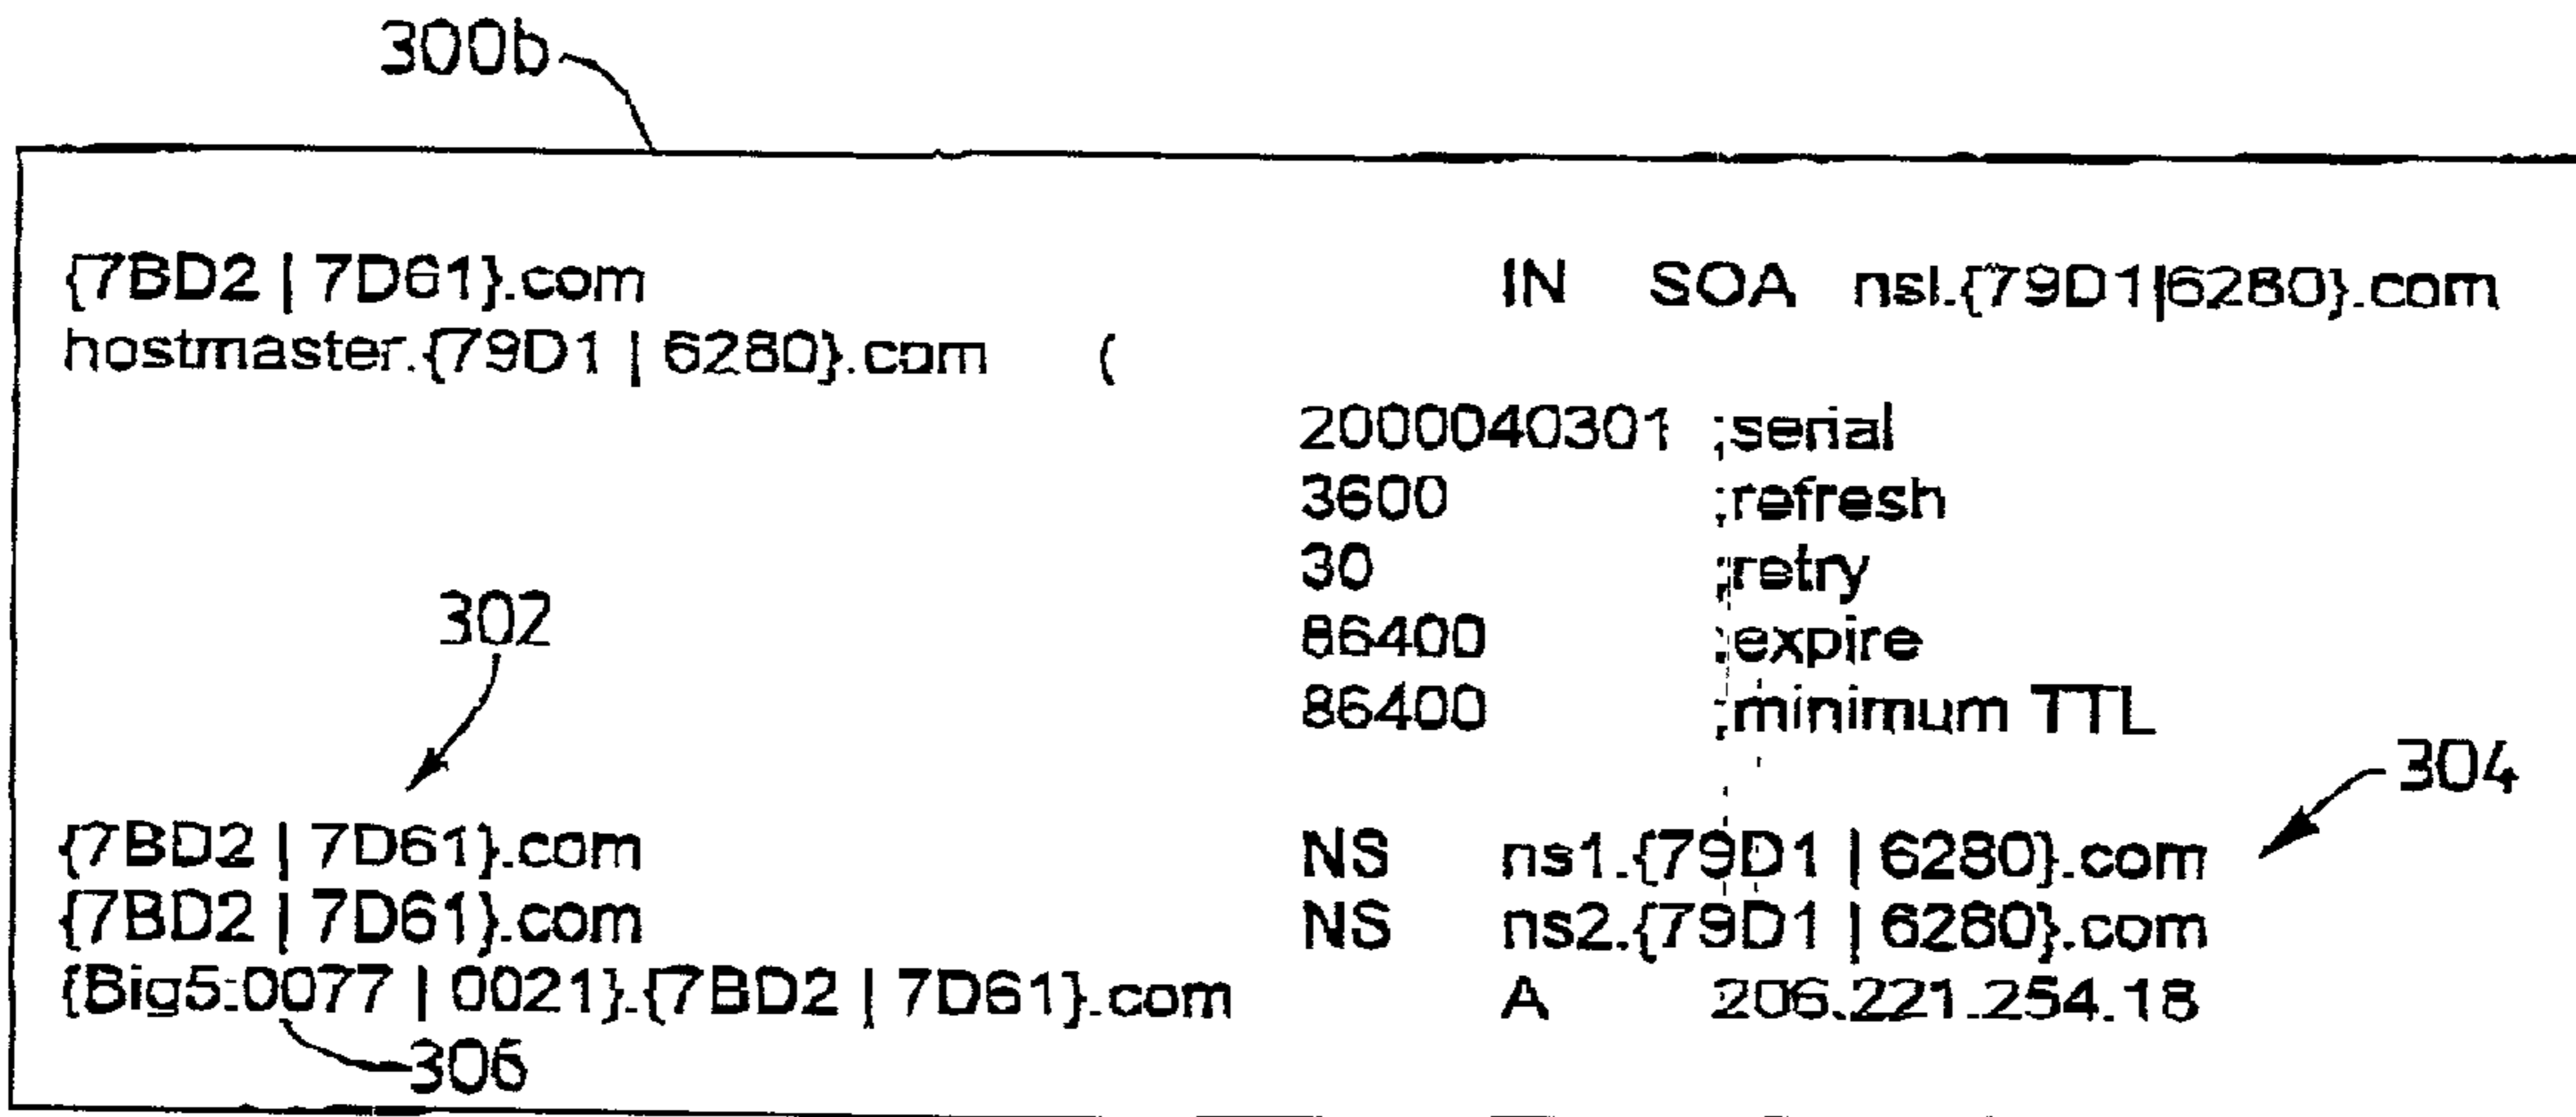 300b
{7BD2 | 7D61}.com IN SOA nsl.{79D1|6280}.com
hostmaster.{79D1 | 6280}.com (
2000040301 ;serial
3600 ;refresh
30 ;retry
302
86400 ;expire
86400 ;minimum TTL
304
{7BD2 | 7D61}.com NS ns1.{79D1 | 6280}.com
{7BD2 | 7D61}.com NS ns2.{79D1 | 6280}.com
{Big5:0077 | 0021}.{7BD2 | 7D61}.com A 206.221.254.18
306